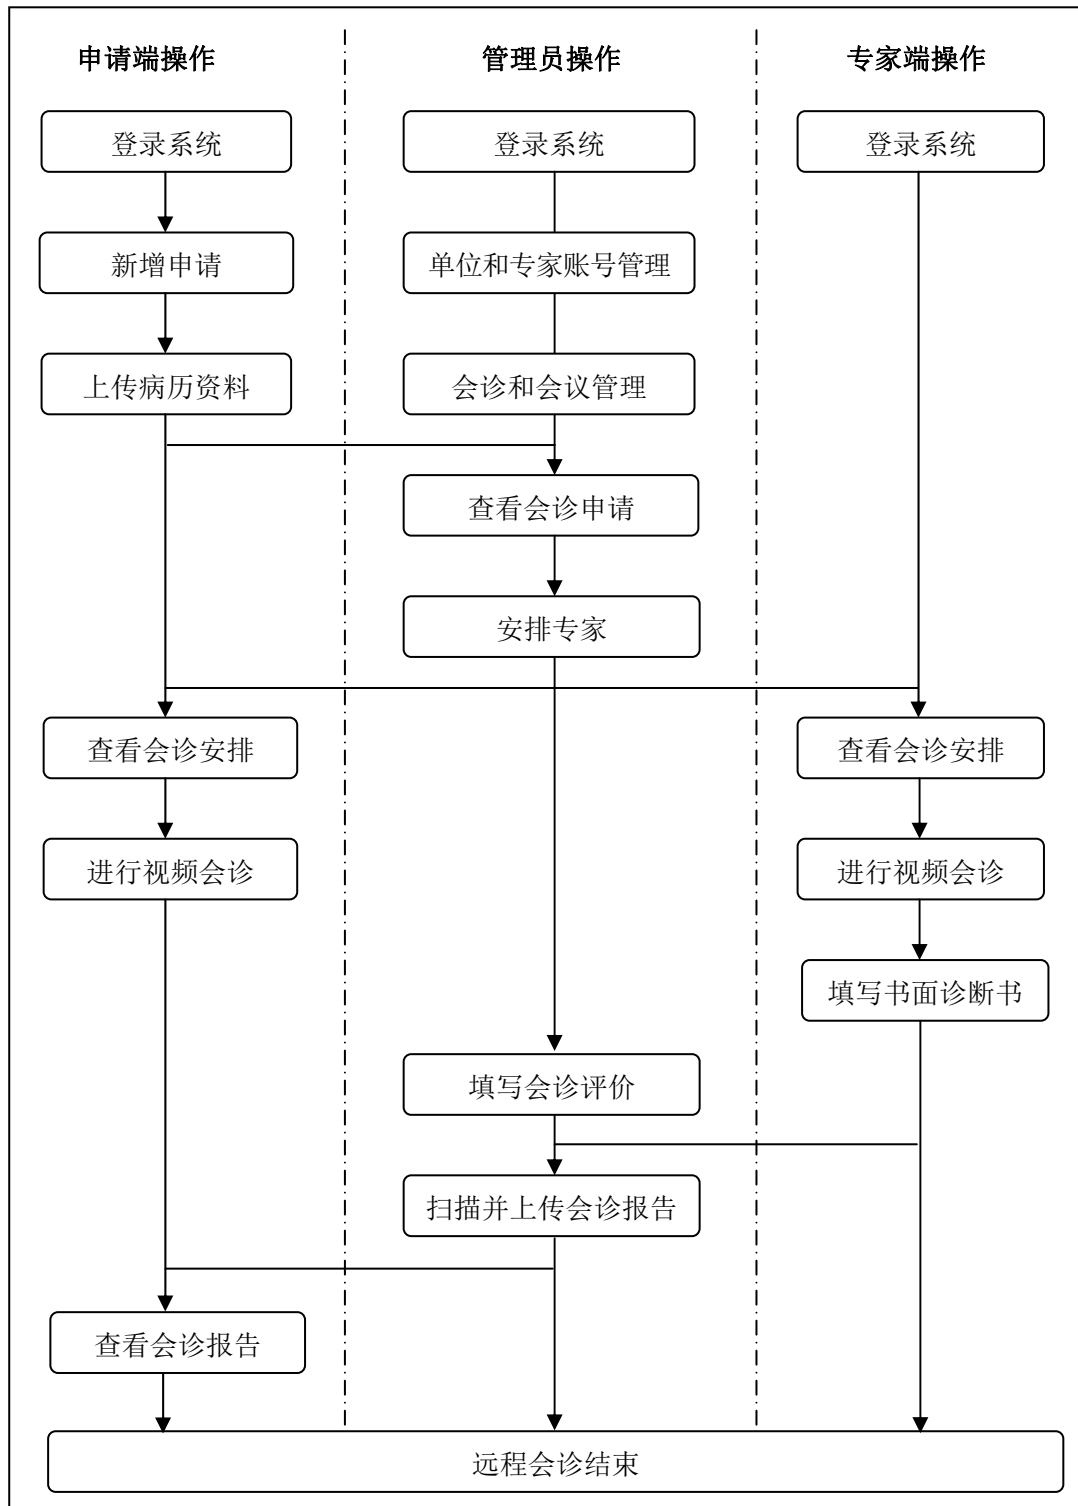 申请端操作
管理员操作
专家端操作
登录系统
登录系统
登录系统
新增申请
单位和专家账号管理
上传病历资料
会诊和会议管理
查看会诊申请
安排专家
查看会诊安排
查看会诊安排
进行视频会诊
进行视频会诊
填写书面诊断书
填写会诊评价
扫描并上传会诊报告
查看会诊报告
远程会诊结束